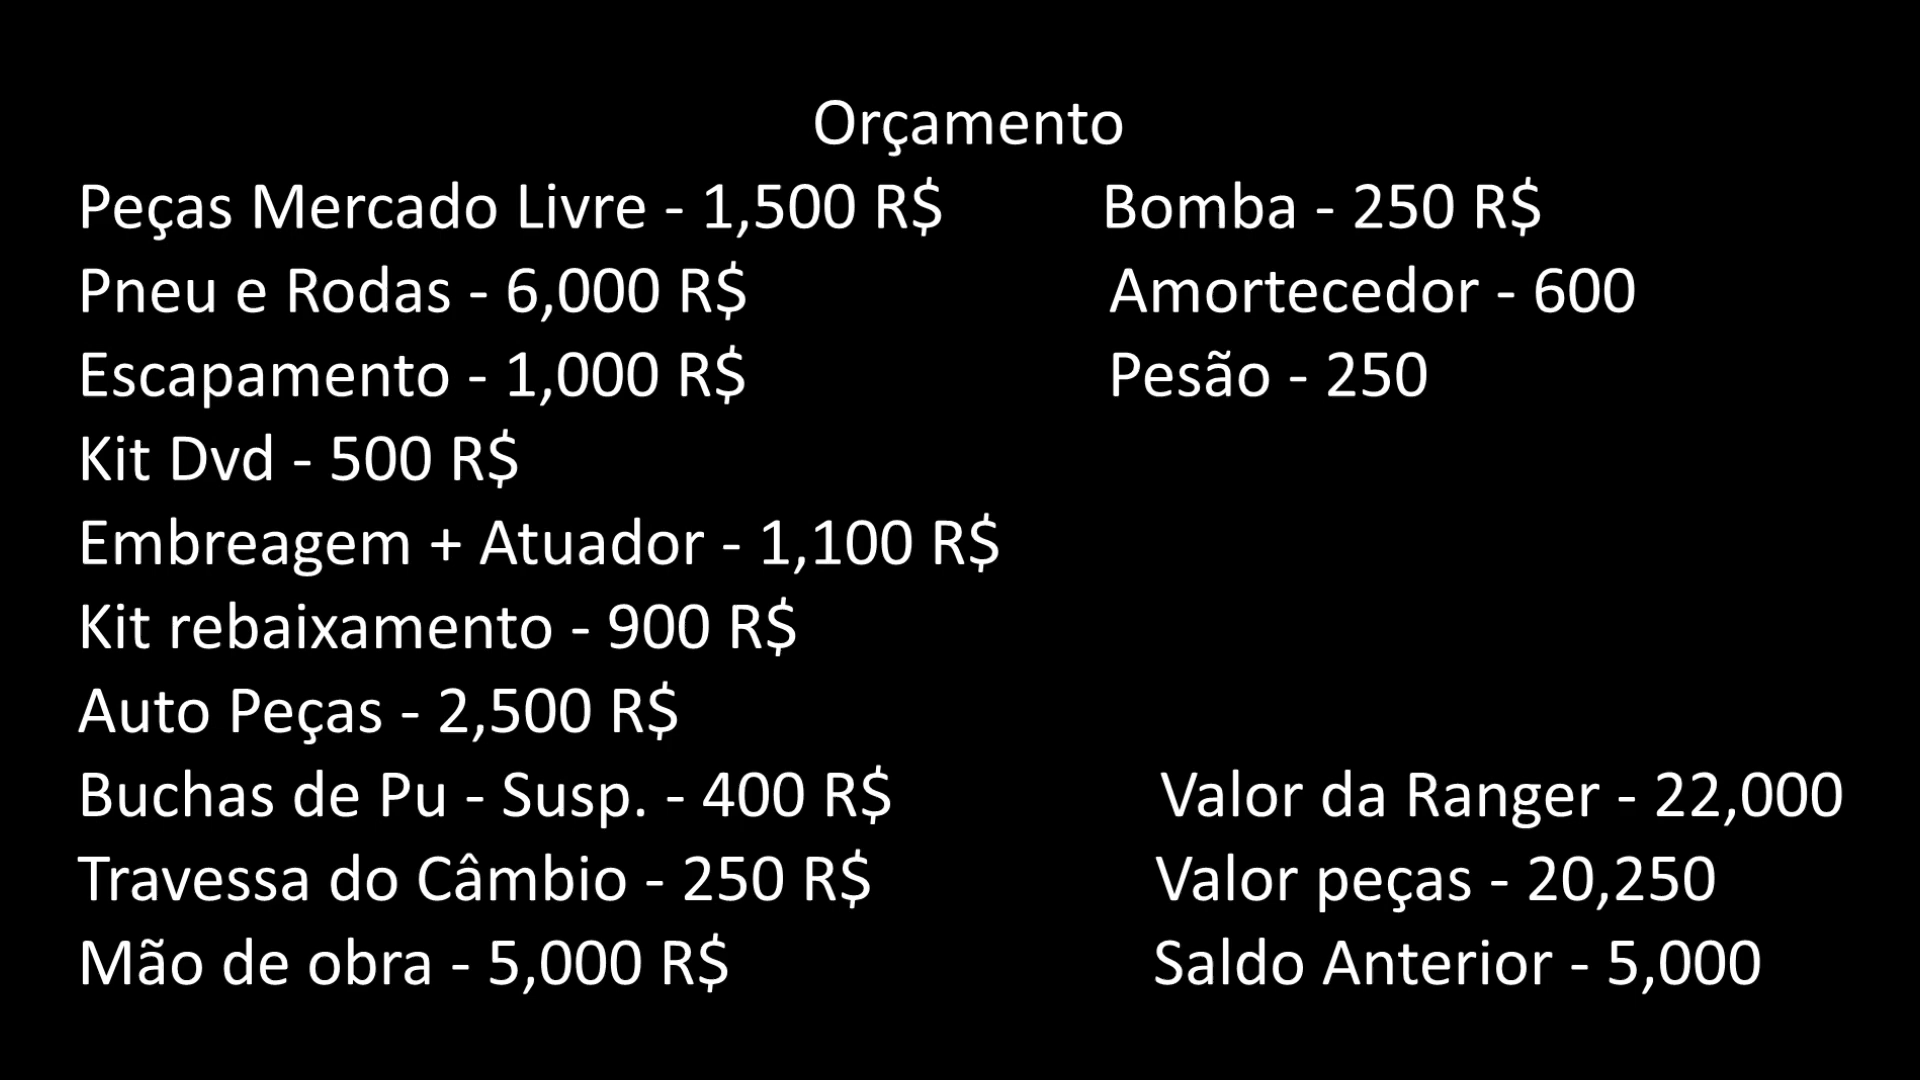 Orçamento
Peças Mercado Livre - 1,500 R$ Bomba - 250 R$
Pneu e Rodas - 6,000 R$ Amortecedor - 600
Escapamento - 1,000 R$ Pesão - 250
Kit Dvd - 500 R$
Embreagem + Atuador - 1,100 R$
Kit rebaixamento - 900 R$
Auto Peças - 2,500 R$
Buchas de Pu - Susp. - 400 R$ Valor da Ranger - 22,000
Travessa do Câmbio - 250 R$ Valor peças - 20,250
Mão de obra - 5,000 R$ Saldo Anterior - 5,000